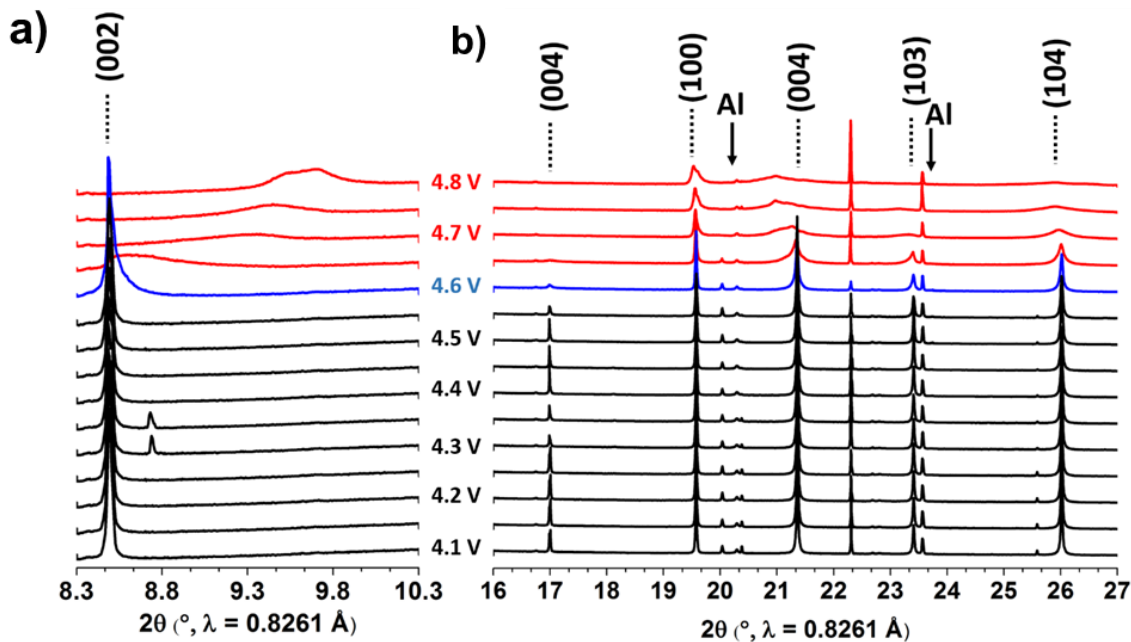 a)
(002)
b)
(004)
(100)
Al
(004)
(103)
Al
(104)
4.8 V
4.7 V
4.6 V
4.5 V
4.4 V
4.3 V
4.2 V
4.1 V
8.3 8.8 9.3 9.8 10.3
2θ (°, λ = 0.8261 Å)
16 17 18 19 20 21 22 23 24 25 26 27
2θ (°, λ = 0.8261 Å)